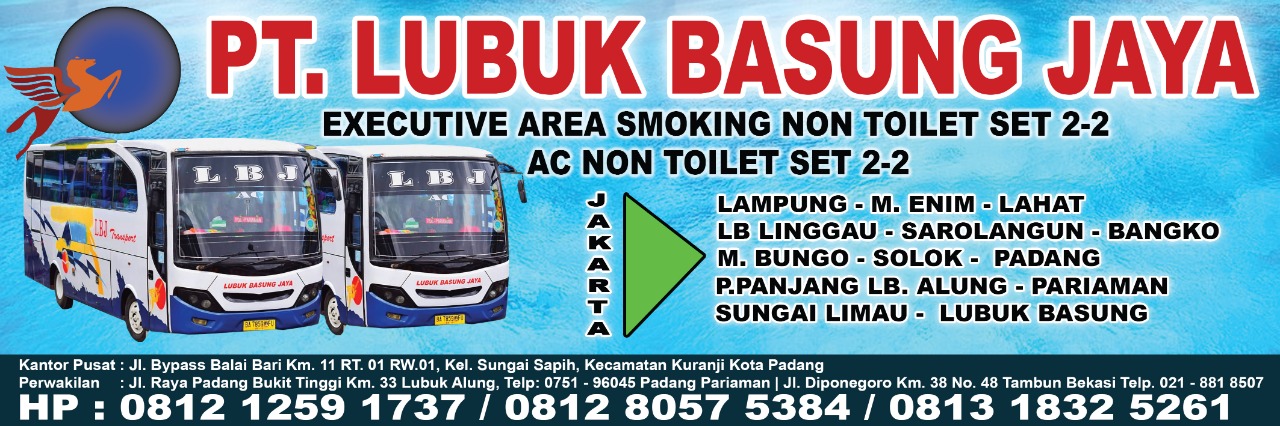 PT. LUBUK BASUNG JAYA
EXECUTIVE AREA SMOKING NON TOILET SET 2-2
AC NON TOILET SET 2-2
LBJ
AC
LBJ Transport
LUBUK BASUNG JAYA
LBJ
AC
LUBUK BASUNG JAYA
JAKARTA
LAMPUNG - M. ENIM - LAHAT
LB LINGGAU - SAROLANGUN - BANGKO
M. BUNGO - SOLOK - PADANG
P.PANJANG LB. ALUNG - PARIAMAN
SUNGAI LIMAU - LUBUK BASUNG
Kantor Pusat : Jl. Bypass Balai Bari Km. 11 RT. 01 RW.01, Kel. Sungai Sapih, Kecamatan Kuranji Kota Padang
Perwakilan : Jl. Raya Padang Bukit Tinggi Km. 33 Lubuk Alung, Telp: 0751 - 96045 Padang Pariaman | Jl. Diponegoro Km. 38 No. 48 Tambun Bekasi Telp. 021 - 881 8507
HP : 0812 1259 1737 / 0812 8057 5384 / 0813 1832 5261